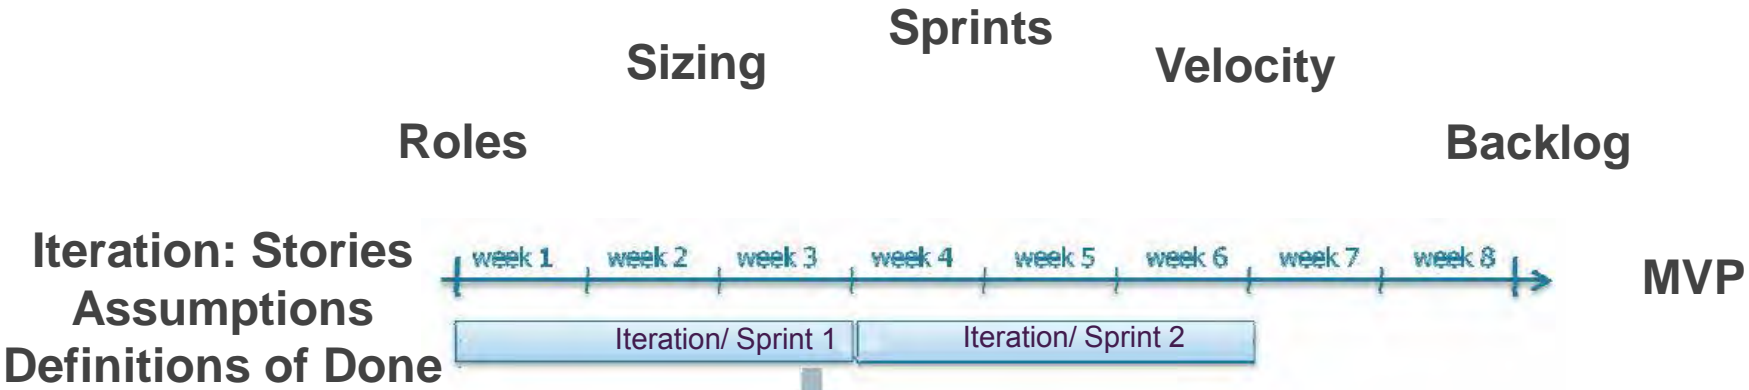 Sprints
Sizing
Velocity
Roles
Backlog
Iteration: Stories
Assumptions
Definitions of Done
week 1 week 2 week 3 week 4 week 5 week 6 week 7 week 8
MVP
Iteration/ Sprint 1 Iteration/ Sprint 2